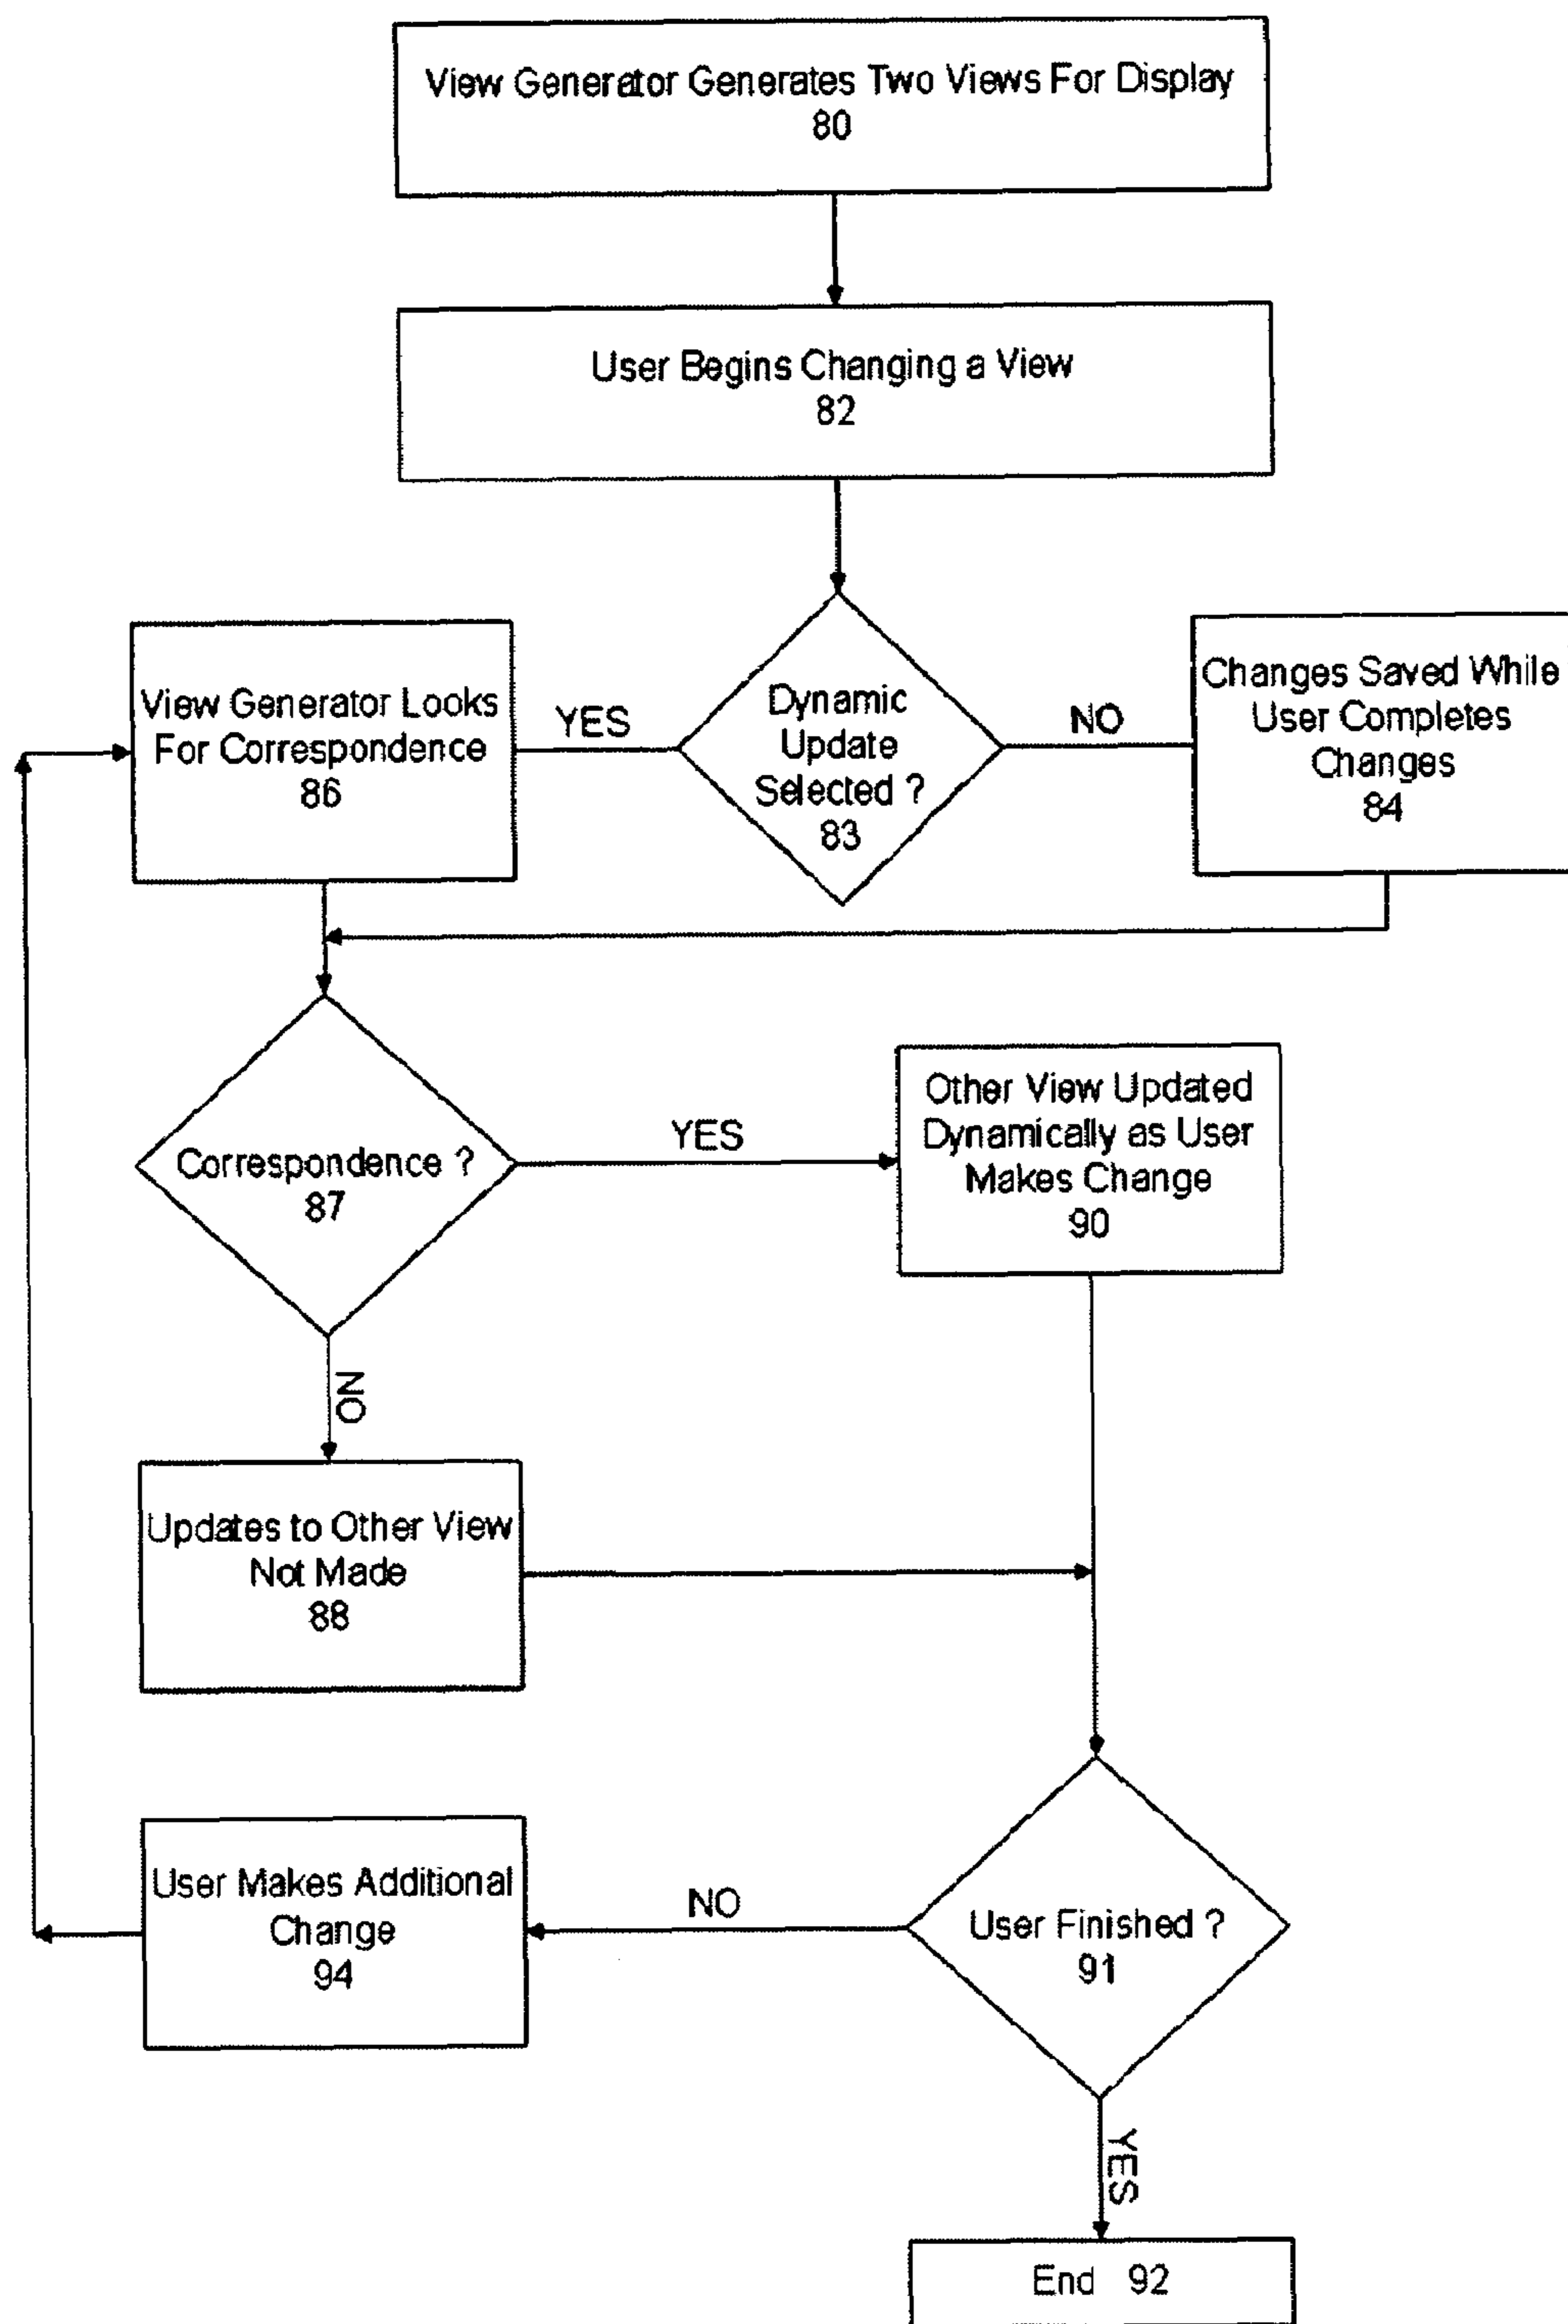 View Generator Generates Two Views For Display
80
User Begins Changing a View
82
View Generator Looks
For Correspondence
86
YES
Dynamic
Update
Selected ?
83
NO
Changes Saved While
User Completes
Changes
84
Correspondence ?
87
YES
Other View Updated
Dynamically as User
Makes Change
90
NO
Updates to Other View
Not Made
88
User Makes Additional
Change
94
NO
User Finished ?
91
YES
End 92